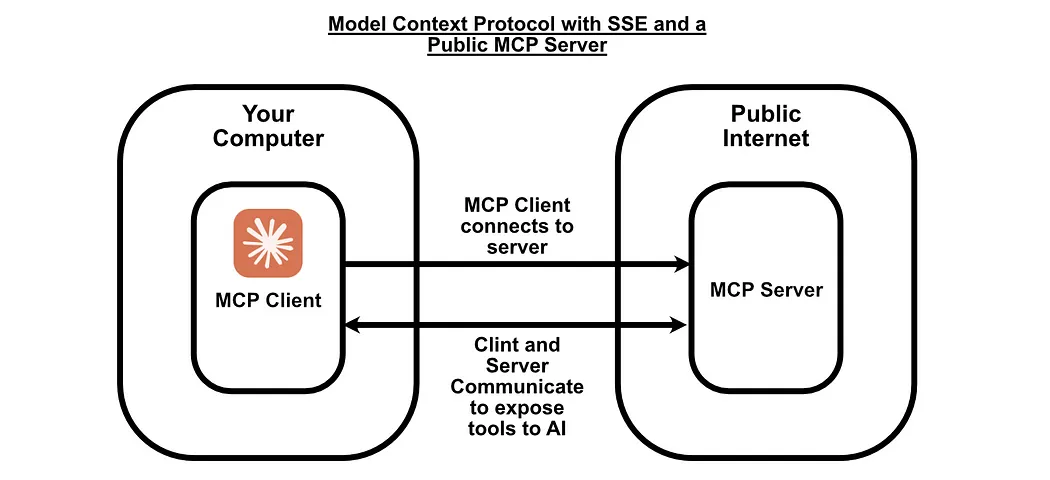 Model Context Protocol with SSE and a
Public MCP Server
Your
Computer
Public
Internet
MCP Client
connects to
server
MCP Client
MCP Server
Clint and
Server
Communicate
to expose
tools to AI